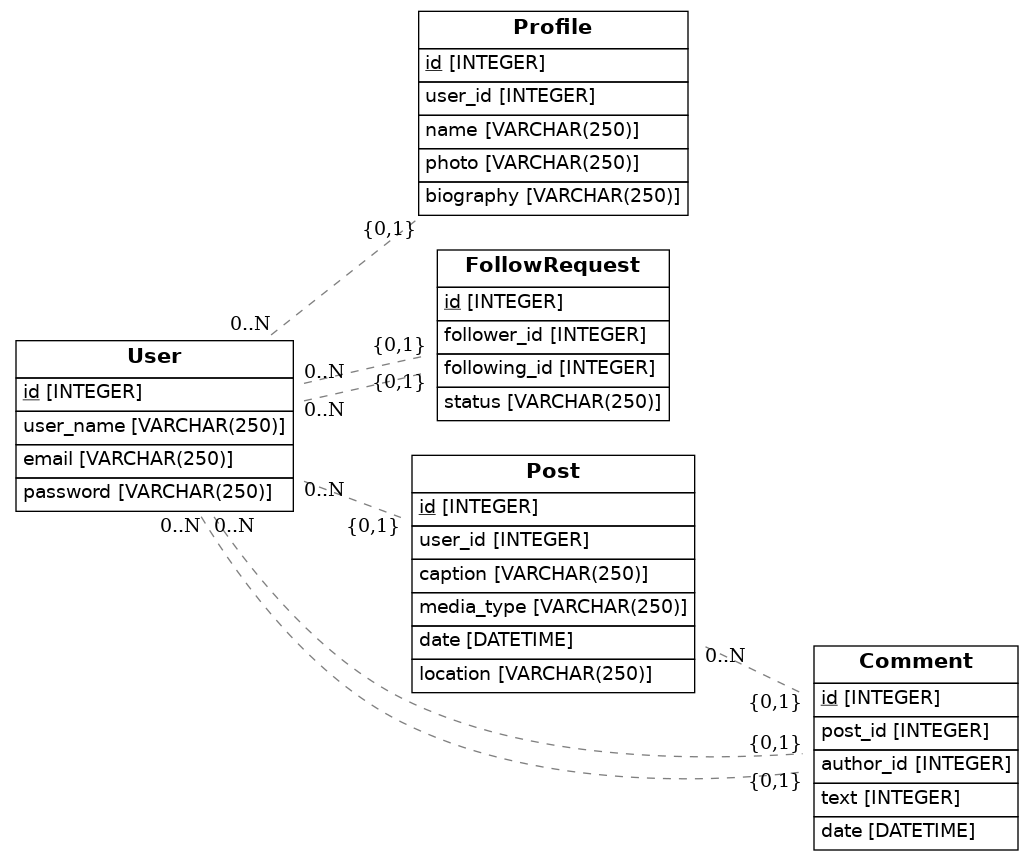 Profile
id [INTEGER]
user_id [INTEGER]
name [VARCHAR(250)]
photo [VARCHAR(250)]
biography [VARCHAR(250)]
{0,1}
0..N
FollowRequest
id [INTEGER]
follower_id [INTEGER]
following_id [INTEGER]
status [VARCHAR(250)]
{0,1}
0..N
{0,1}
0..N
User
id [INTEGER]
user_name [VARCHAR(250)]
email [VARCHAR(250)]
password [VARCHAR(250)]
0..N
{0,1}
0..N 0..N
Post
id [INTEGER]
user_id [INTEGER]
caption [VARCHAR(250)]
media_type [VARCHAR(250)]
date [DATETIME]
location [VARCHAR(250)]
0..N
{0,1}
{0,1}
{0,1}
Comment
id [INTEGER]
post_id [INTEGER]
author_id [INTEGER]
text [INTEGER]
date [DATETIME]